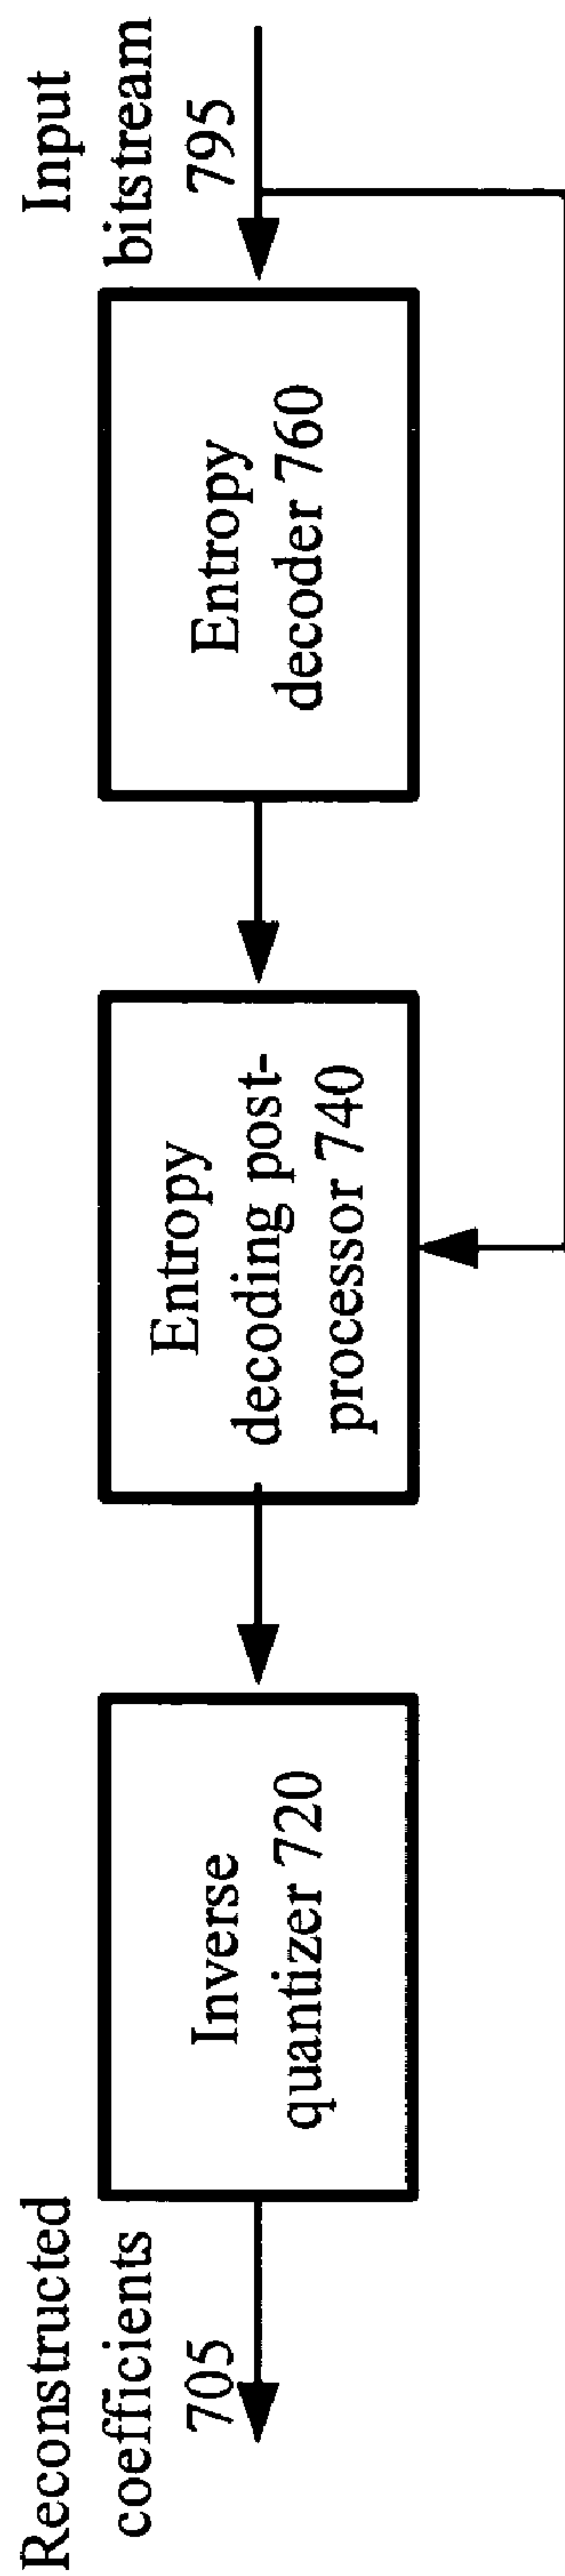 Reconstructed
coefficients
705
Inverse
quantizer 720
Entropy
decoding post-
processor 740
Entropy
decoder 760
Input
bitstream
795